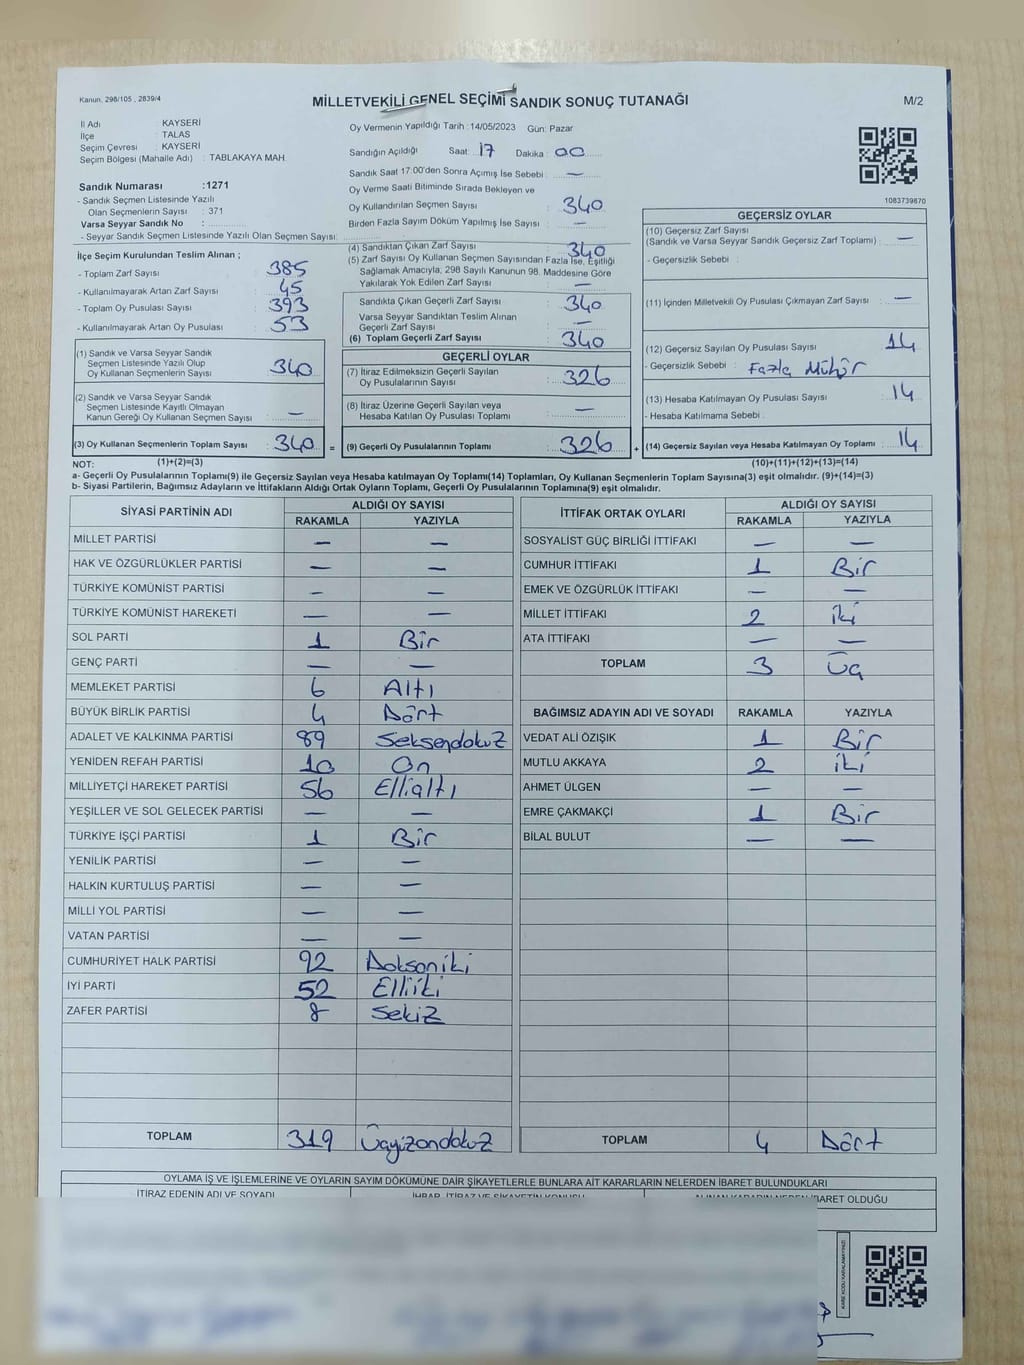 Kanun, 298/105 , 2839/4
MİLLETVEKİLİ GENEL SEÇİMİ SANDIK SONUÇ TUTANAĞI
M/2
İl Adı : KAYSERİ
İlçe : TALAS
Seçim Çevresi : KAYSERİ
Seçim Bölgesi (Mahalle Adı) : TABLAKAYA MAH.
Sandık Numarası :1271
- Sandık Seçmen Listesinde Yazılı
Olan Seçmenlerin Sayısı : 371
Varsa Seyyar Sandık No :
- Seyyar Sandık Seçmen Listesinde Yazılı Olan Seçmen Sayısı:
Oy Vermenin Yapıldığı Tarih :14/05/2023 Gün: Pazar
Sandığın Açıldığı Saat: 17 Dakika : 00
Sandık Saat 17:00'den Sonra Açılmış İse Sebebi : —
Oy Verme Saati Bitiminde Sırada Bekleyen ve
Oy Kullandırılan Seçmen Sayısı : 340
Birden Fazla Sayım Döküm Yapılmış İse Sayısı : —
1083739870
İlçe Seçim Kurulundan Teslim Alınan ;
- Toplam Zarf Sayısı : 385
- Kullanılmayarak Artan Zarf Sayısı : 45
- Toplam Oy Pusulası Sayısı : 393
- Kullanılmayarak Artan Oy Pusulası : 53
(4) Sandıktan Çıkan Zarf Sayısı : 340
(5) Zarf Sayısı Oy Kullanan Seçmen Sayısından Fazla İse, Eşitliği
Sağlamak Amacıyla; 298 Sayılı Kanunun 98. Maddesine Göre
Yakılarak Yok Edilen Zarf Sayısı : —
Sandıkta Çıkan Geçerli Zarf Sayısı : 340
Varsa Seyyar Sandıktan Teslim Alınan
Geçerli Zarf Sayısı : —
(6) Toplam Geçerli Zarf Sayısı : 340
GEÇERSİZ OYLAR
(10) Geçersiz Zarf Sayısı
(Sandık ve Varsa Seyyar Sandık Geçersiz Zarf Toplamı) : —
- Geçersizlik Sebebi :
(11) İçinden Milletvekili Oy Pusulası Çıkmayan Zarf Sayısı : —
(12) Geçersiz Sayılan Oy Pusulası Sayısı : 14
- Geçersizlik Sebebi : Fazla Mühür
(13) Hesaba Katılmayan Oy Pusulası Sayısı : 14
- Hesaba Katılmama Sebebi :
(1) Sandık ve Varsa Seyyar Sandık
Seçmen Listesinde Yazılı Olup
Oy Kullanan Seçmenlerin Sayısı : 340
(2) Sandık ve Varsa Seyyar Sandık
Seçmen Listesinde Kayıtlı Olmayan
Kanun Gereği Oy Kullanan Seçmen Sayısı : —
GEÇERLİ OYLAR
(7) İtiraz Edilmeksizin Geçerli Sayılan
Oy Pusulalarının Sayısı : 326
(8) İtiraz Üzerine Geçerli Sayılan veya
Hesaba Katılan Oy Pusulası Toplamı : —
(3) Oy Kullanan Seçmenlerin Toplam Sayısı : 340 = (9) Geçerli Oy Pusulalarının Toplamı : 326 + (14) Geçersiz Sayılan veya Hesaba Katılmayan Oy Toplamı : 14
NOT: (1)+(2)=(3) (10)+(11)+(12)+(13)=(14)
a- Geçerli Oy Pusulalarının Toplamı(9) ile Geçersiz Sayılan veya Hesaba katılmayan Oy Toplamı(14) Toplamları, Oy Kullanan Seçmenlerin Toplam Sayısına(3) eşit olmalıdır. (9)+(14)=(3)
b- Siyasi Partilerin, Bağımsız Adayların ve İttifakların Aldığı Ortak Oyların Toplamı, Geçerli Oy Pusulalarının Toplamına(9) eşit olmalıdır.
SİYASİ PARTİNİN ADI ALDIĞI OY SAYISI
RAKAMLA YAZIYLA
MİLLET PARTİSİ — —
HAK VE ÖZGÜRLÜKLER PARTİSİ — —
TÜRKİYE KOMÜNİST PARTİSİ — —
TÜRKİYE KOMÜNİST HAREKETİ — —
SOL PARTİ 1 Bir
GENÇ PARTİ — —
MEMLEKET PARTİSİ 6 Altı
BÜYÜK BİRLİK PARTİSİ 4 Dört
ADALET VE KALKINMA PARTİSİ 89 Seksendokuz
YENİDEN REFAH PARTİSİ 10 On
MİLLİYETÇİ HAREKET PARTİSİ 56 Ellialtı
YEŞİLLER VE SOL GELECEK PARTİSİ — —
TÜRKİYE İŞÇİ PARTİSİ 1 Bir
YENİLİK PARTİSİ — —
HALKIN KURTULUŞ PARTİSİ — —
MİLLİ YOL PARTİSİ — —
VATAN PARTİSİ — —
CUMHURİYET HALK PARTİSİ 92 Doksaniki
İYİ PARTİ 52 Elliiki
ZAFER PARTİSİ 8 Sekiz
TOPLAM 319 Üçyüzondokuz
İTTİFAK ORTAK OYLARI ALDIĞI OY SAYISI
RAKAMLA YAZIYLA
SOSYALİST GÜÇ BİRLİĞİ İTTİFAKI — —
CUMHUR İTTİFAKI 1 Bir
EMEK VE ÖZGÜRLÜK İTTİFAKI — —
MİLLET İTTİFAKI 2 iki
ATA İTTİFAKI — —
TOPLAM 3 Üç
BAĞIMSIZ ADAYIN ADI VE SOYADI RAKAMLA YAZIYLA
VEDAT ALİ ÖZIŞIK 1 Bir
MUTLU AKKAYA 2 iki
AHMET ÜLGEN — —
EMRE ÇAKMAKÇİ 1 Bir
BİLAL BULUT — —
TOPLAM 4 Dört
OYLAMA İŞ VE İŞLEMLERİNE VE OYLARIN SAYIM DÖKÜMÜNE DAİR ŞİKAYETLERLE BUNLARA AİT KARARLARIN NELERDEN İBARET BULUNDUKLARI
İTİRAZ EDENİN ADI VE SOYADI İHBAR, İTİRAZ VE ŞİKAYETİN KONUSU ALINAN KARARIN NEDEN İBARET OLDUĞU